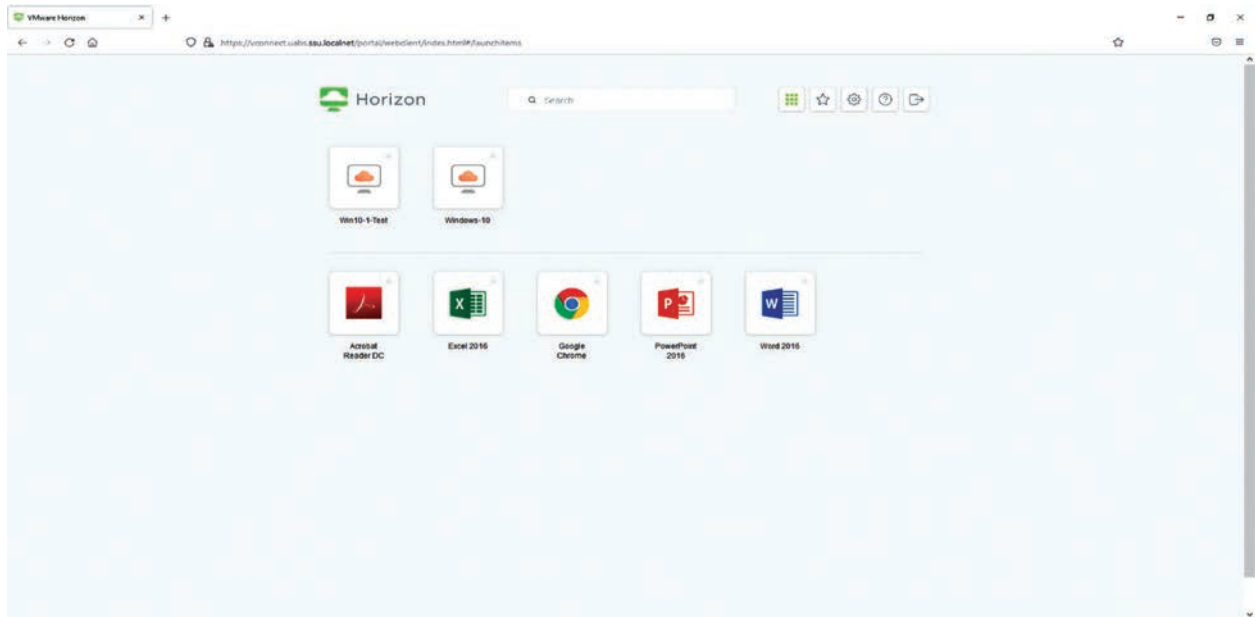 VMware Horizon
https://vconnect.ualis.ssu.localnet/portal/webclient/index.html#/launchitems
Horizon
Search
Win10-1-Test
Windows-10
Acrobat
Reader DC
Excel 2016
Google
Chrome
PowerPoint
2016
Word 2016